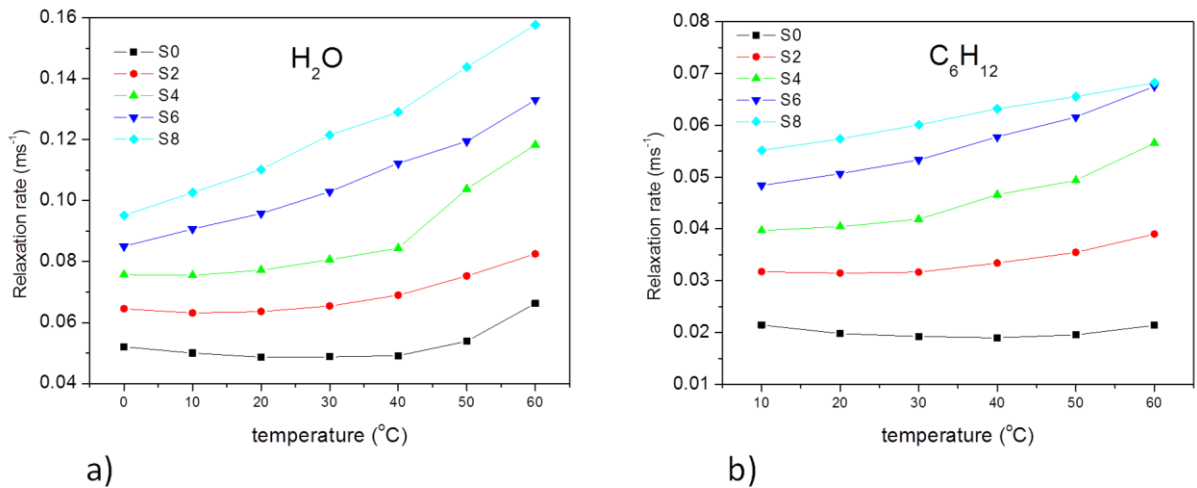 0.16
0.14
0.12
0.10
0.08
0.06
0.04
Relaxation rate (ms⁻¹)
S0
S2
S4
S6
S8
H₂O
0 10 20 30 40 50 60
temperature (°C)
a)
0.08
0.07
0.06
0.05
0.04
0.03
0.02
0.01
Relaxation rate (ms⁻¹)
S0
S2
S4
S6
S8
C₆H₁₂
10 20 30 40 50 60
temperature (°C)
b)